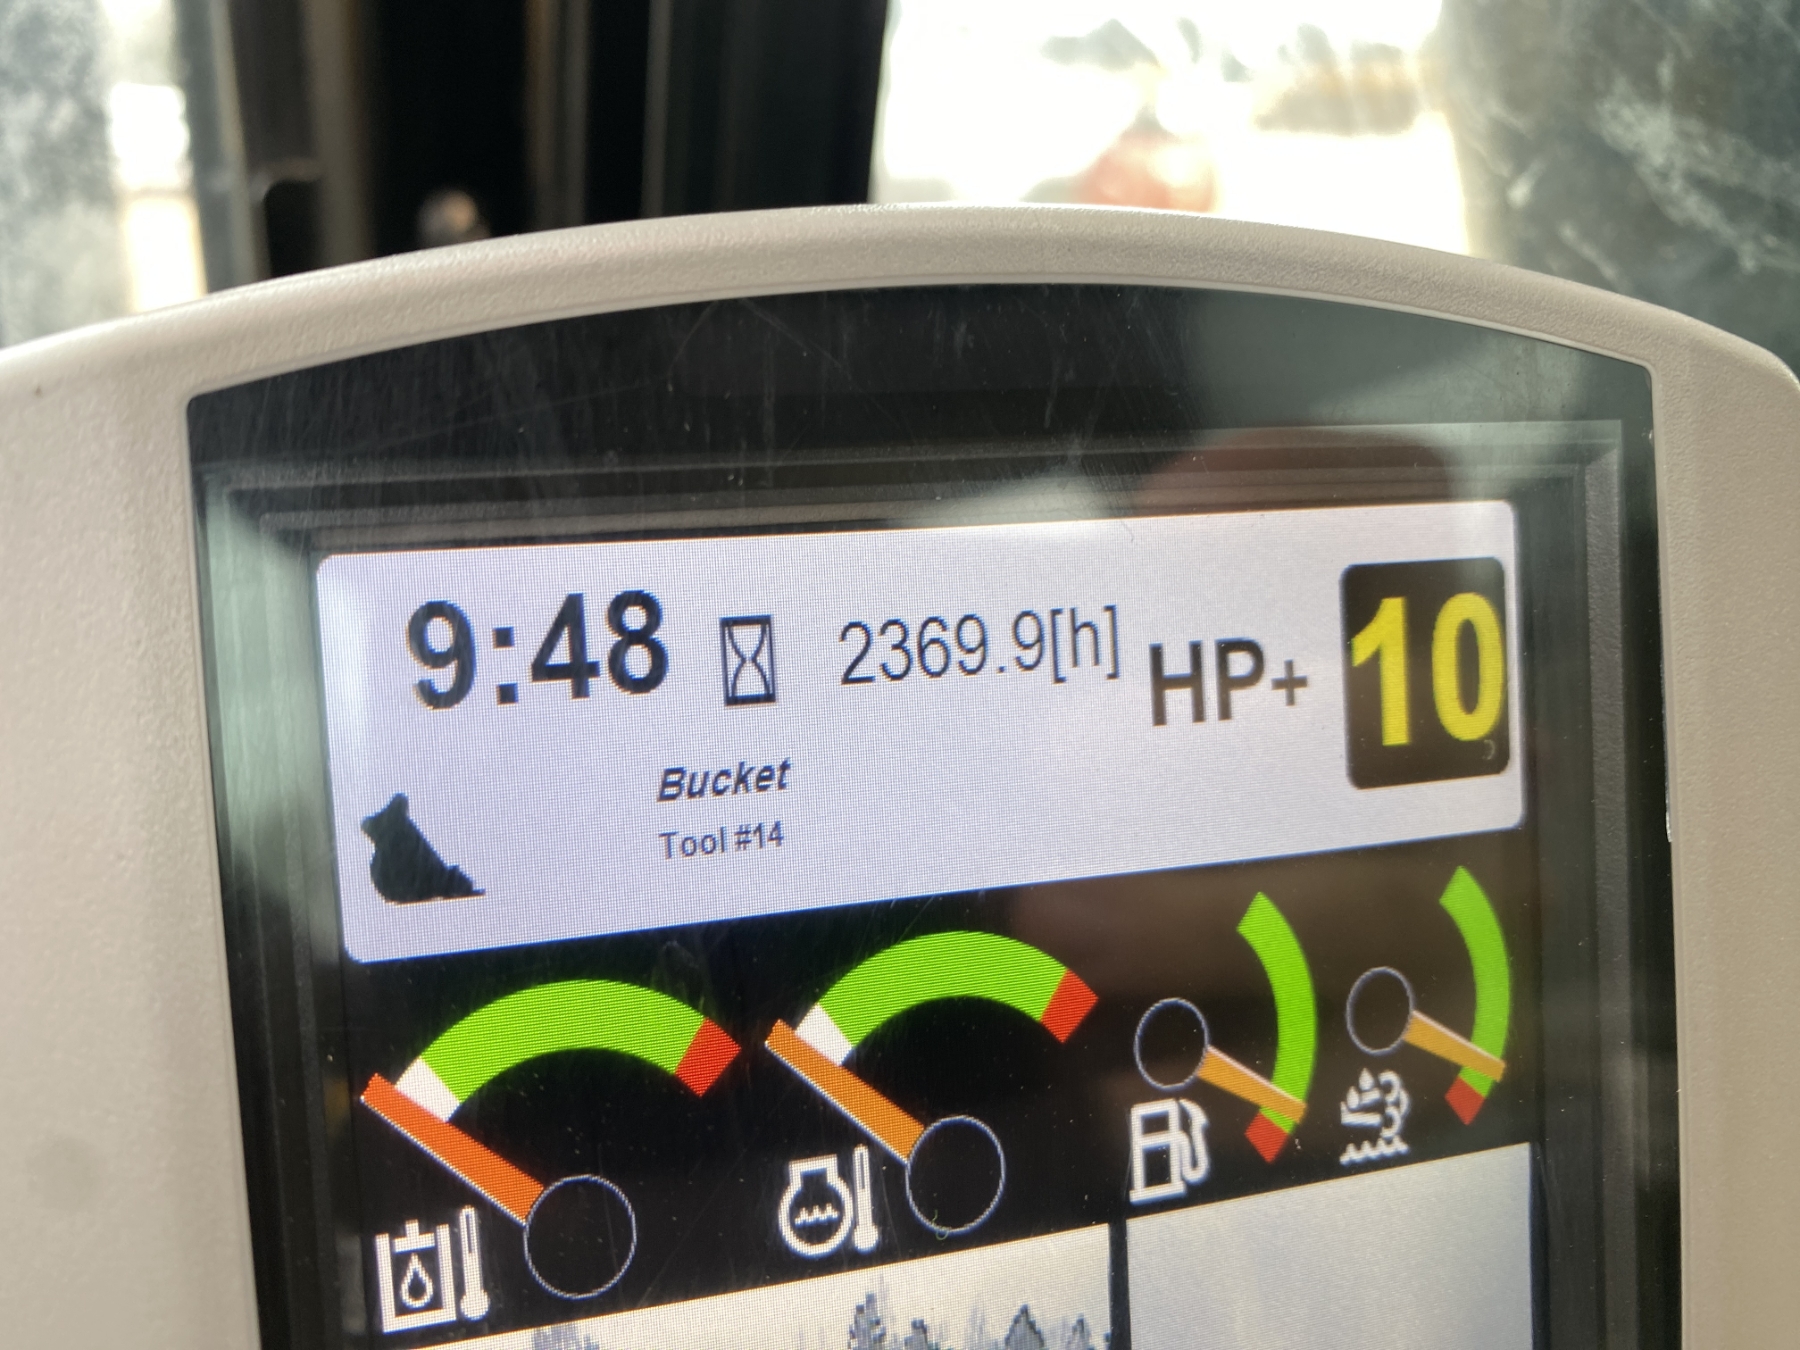 9:48 2369.9[h] HP+ 10
Bucket
Tool #14